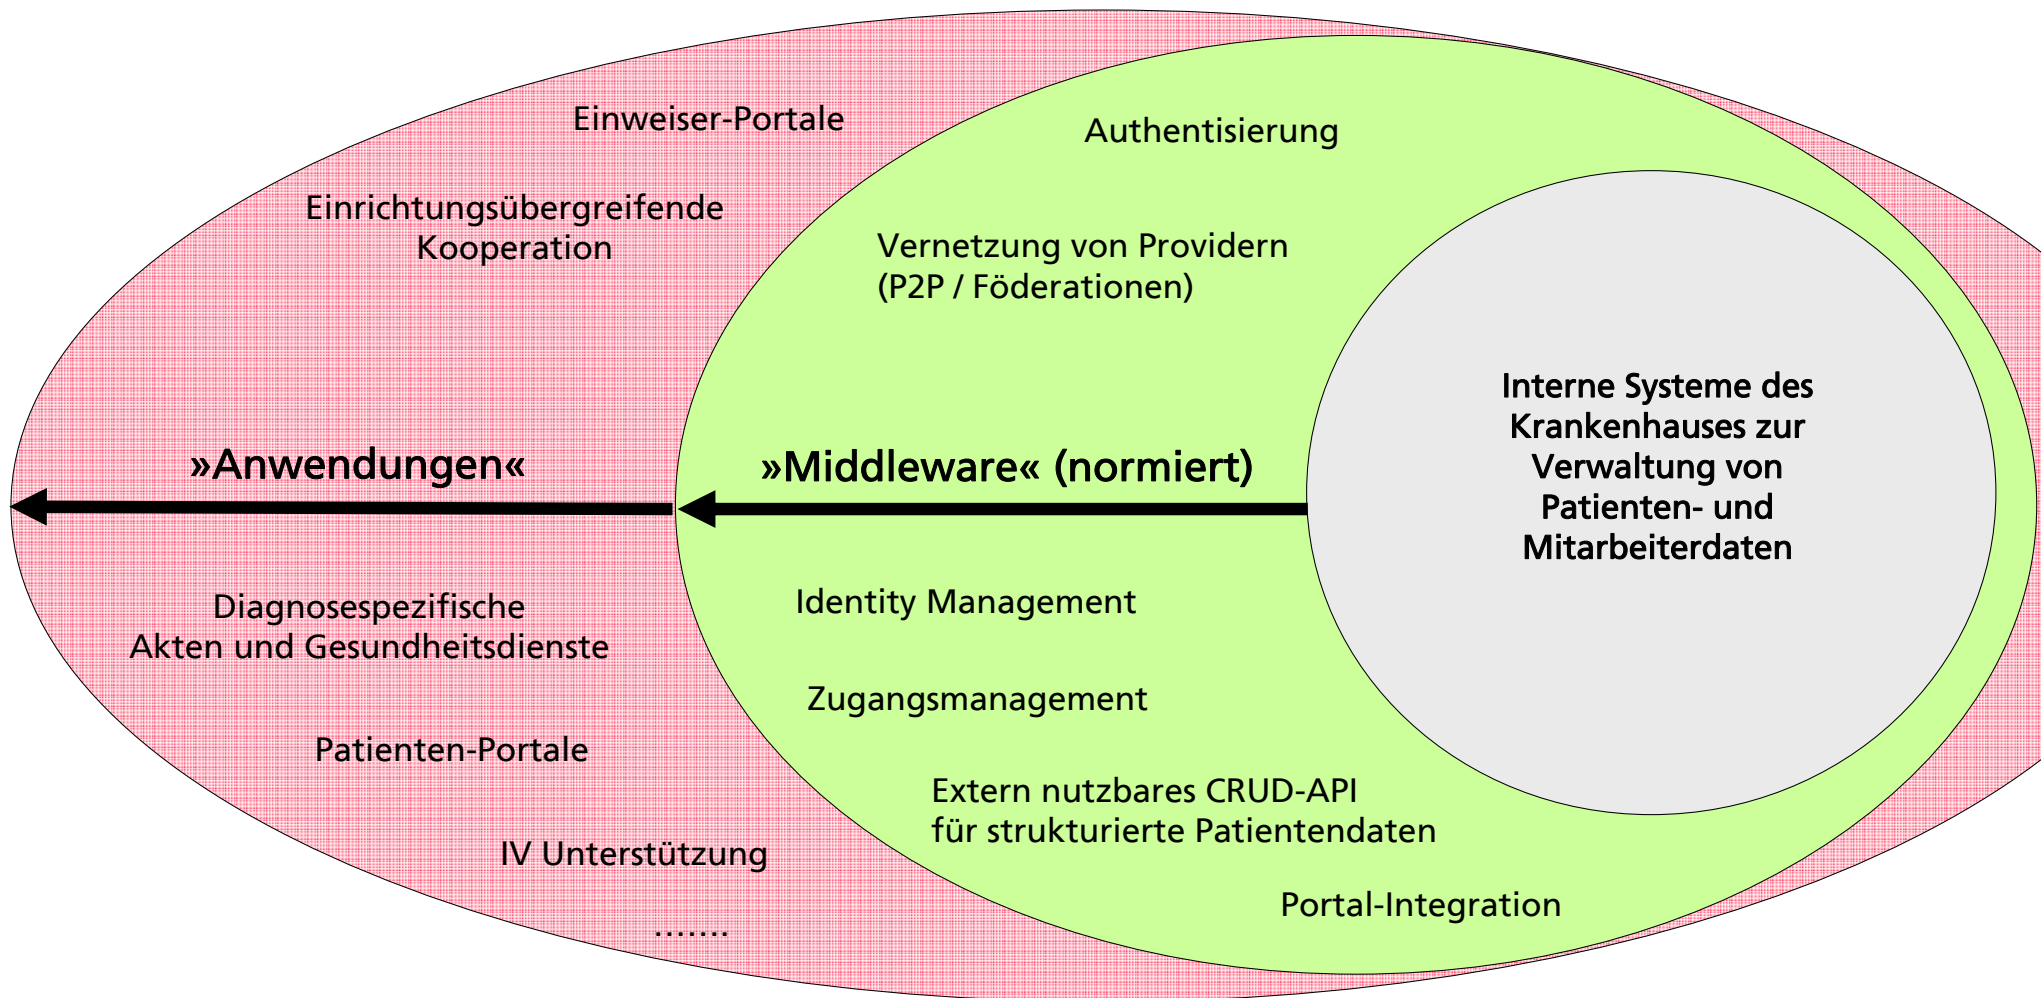 Einweiser-Portale
Einrichtungsübergreifende
Kooperation
»Anwendungen«
Diagnosespezifische
Akten und Gesundheitsdienste
Patienten-Portale
IV Unterstützung
.......
Authentisierung
Vernetzung von Providern
(P2P / Föderationen)
»Middleware« (normiert)
Identity Management
Zugangsmanagement
Extern nutzbares CRUD-API
für strukturierte Patientendaten
Portal-Integration
Interne Systeme des
Krankenhauses zur
Verwaltung von
Patienten- und
Mitarbeiterdaten